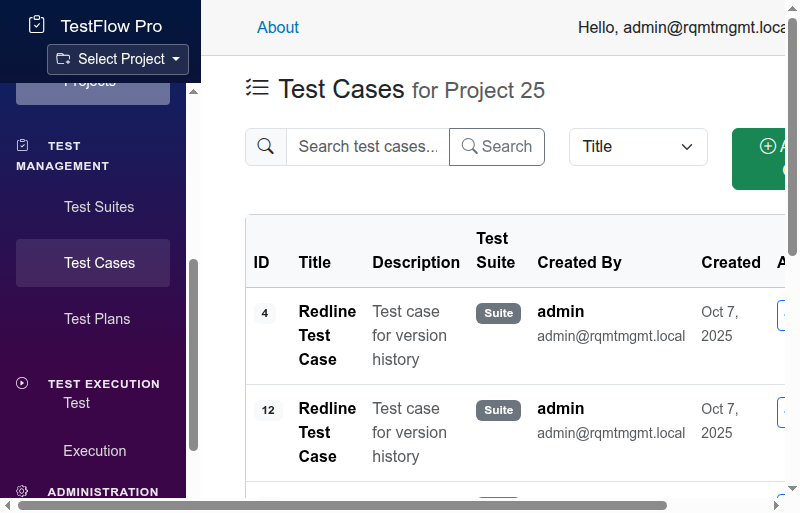 TestFlow Pro
Select Project
Projects
TEST
MANAGEMENT
Test Suites
Test Cases
Test Plans
TEST EXECUTION
Test
Execution
ADMINISTRATION
About
Hello, admin@rqmtmgmt.loca
Test Cases for Project 25
Search test cases...
Search
Title
ID
Title
Description
Test
Suite
Created By
Created
4
Redline
Test
Case
Test case
for version
history
Suite
admin
admin@rqmtmgmt.local
Oct 7,
2025
12
Redline
Test
Case
Test case
for version
history
Suite
admin
admin@rqmtmgmt.local
Oct 7,
2025